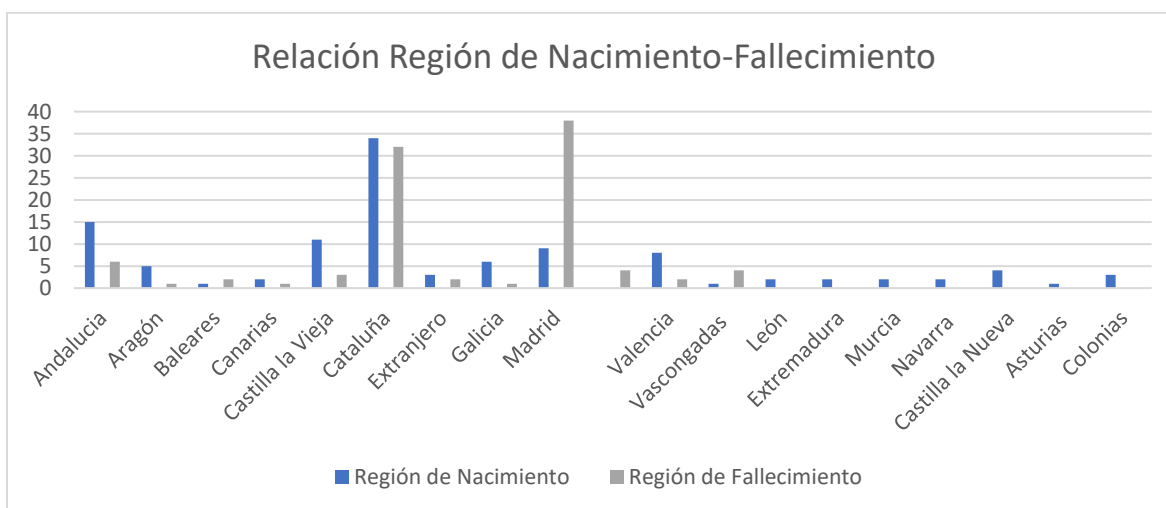 Relación Región de Nacimiento-Fallecimiento
40
35
30
25
20
15
10
5
0
Andalucia
Aragón
Baleares
Canarias
Castilla la Vieja
Cataluña
Extranjero
Galicia
Madrid
Valencia
Vascongadas
León
Extremadura
Murcia
Navarra
Castilla la Nueva
Asturias
Colonias
Región de Nacimiento
Región de Fallecimiento